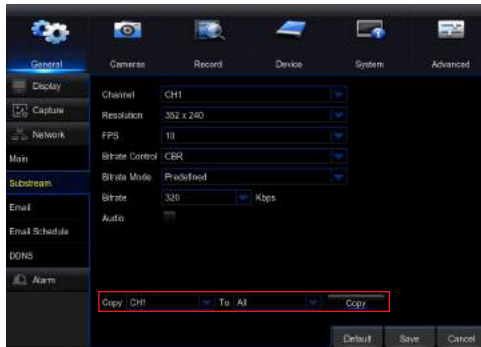 General Cameras Record Device System Advanced
Display
Capture
Network
Main
Substream
Email
Email Schedule
DDNS
Alarm
Channel CH1
Resolution 352 x 240
FPS 10
Bitrate Control CBR
Bitrate Mode Predefined
Bitrate 320 Kbps
Audio
Copy CH1 To All Copy
Default Save Cancel